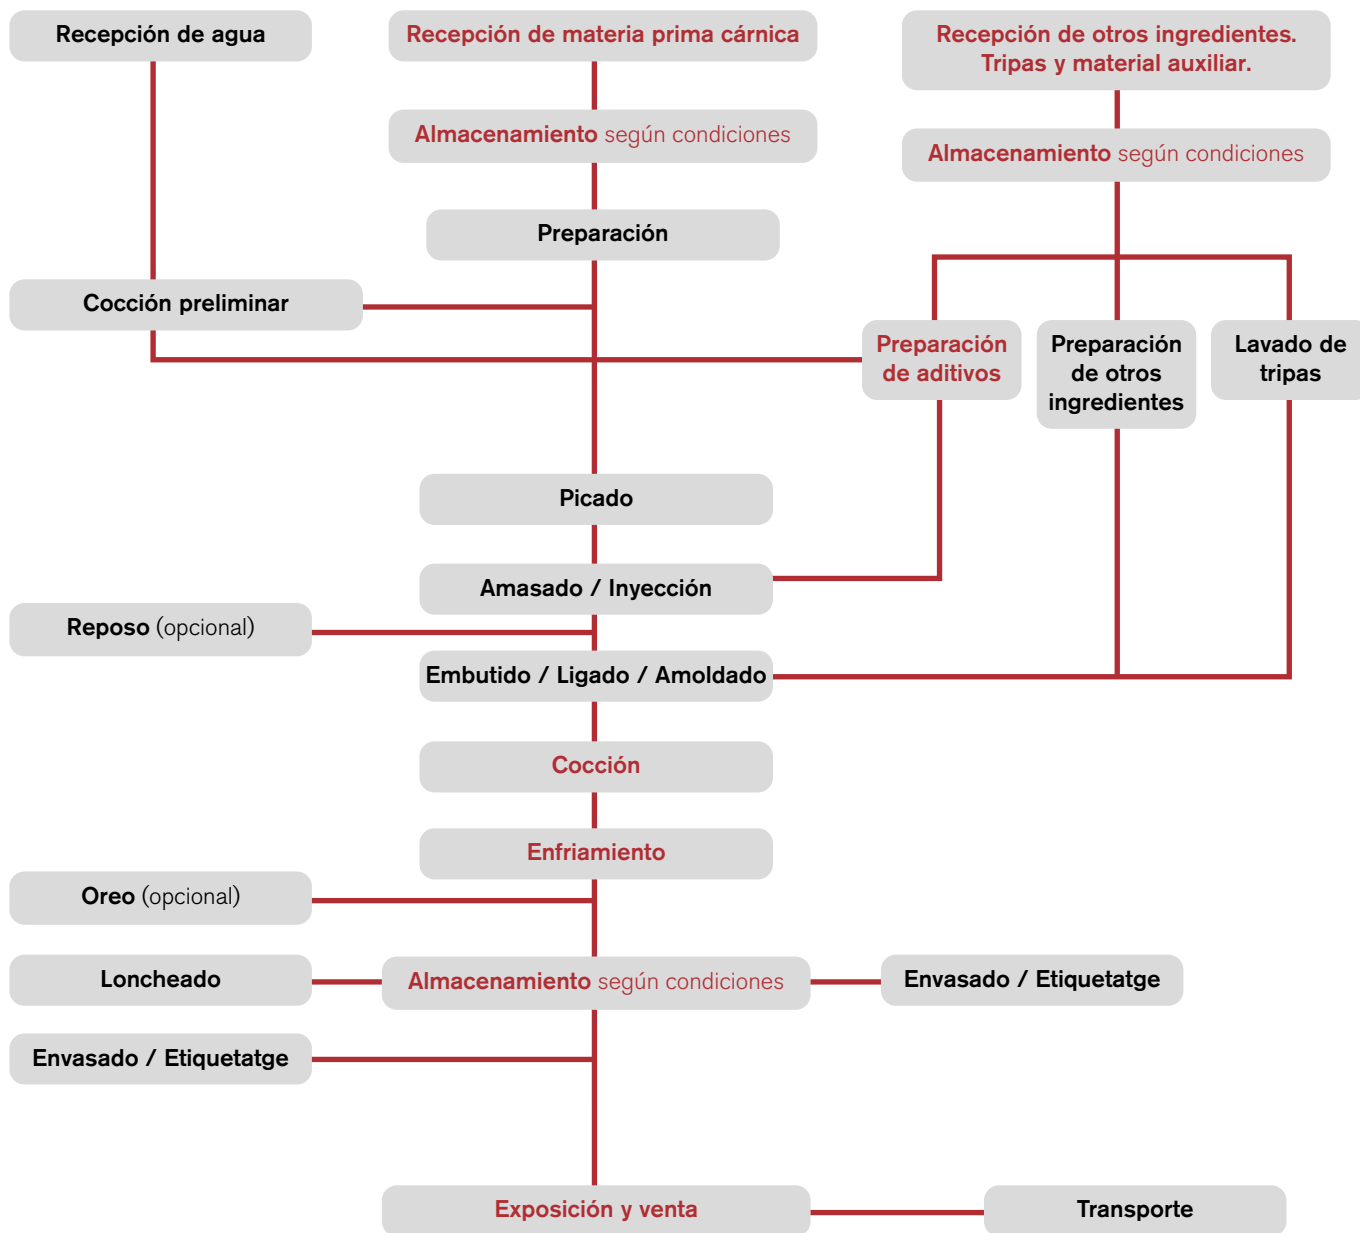 Recepción de agua
Recepción de materia prima cárnica
Recepción de otros ingredientes.
Tripas y material auxiliar.
Almacenamiento según condiciones
Almacenamiento según condiciones
Preparación
Cocción preliminar
Preparación
de aditivos
Preparación
de otros
ingredientes
Lavado de
tripas
Picado
Amasado / Inyección
Reposo (opcional)
Embutido / Ligado / Amoldado
Cocción
Enfriamiento
Oreo (opcional)
Loncheado
Almacenamiento según condiciones
Envasado / Etiquetatge
Envasado / Etiquetatge
Exposición y venta
Transporte